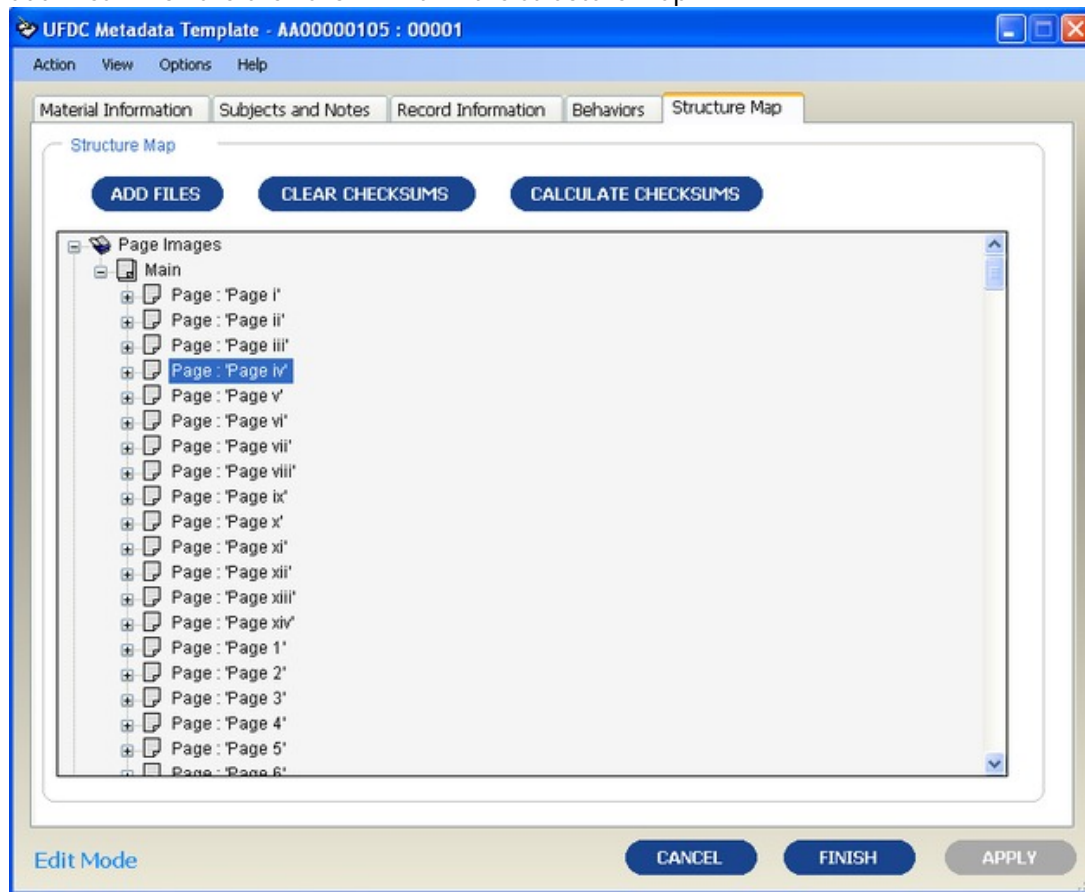 UFDC Metadata Template - AA00000105 : 00001
Action View Options Help
Material Information Subjects and Notes Record Information Behaviors Structure Map
Structure Map
ADD FILES CLEAR CHECKSUMS CALCULATE CHECKSUMS
Page Images
Main
Page : 'Page i'
Page : 'Page ii'
Page : 'Page iii'
Page : 'Page iv'
Page : 'Page v'
Page : 'Page vi'
Page : 'Page vii'
Page : 'Page viii'
Page : 'Page ix'
Page : 'Page x'
Page : 'Page xi'
Page : 'Page xii'
Page : 'Page xiii'
Page : 'Page xiv'
Page : 'Page 1'
Page : 'Page 2'
Page : 'Page 3'
Page : 'Page 4'
Page : 'Page 5'
Page : 'Page 6'
Edit Mode CANCEL FINISH APPLY